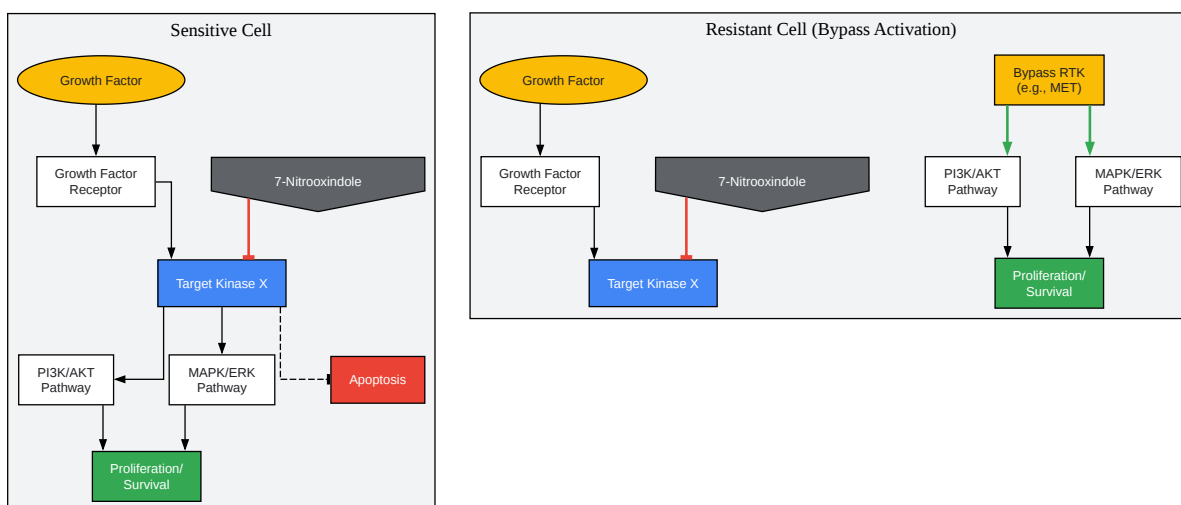 Sensitive Cell
Growth Factor
Growth Factor
Receptor
7-Nitrooxindole
Target Kinase X
PI3K/AKT
Pathway
MAPK/ERK
Pathway
Apoptosis
Proliferation/
Survival
Resistant Cell (Bypass Activation)
Growth Factor
Bypass RTK
(e.g., MET)
Growth Factor
Receptor
7-Nitrooxindole
PI3K/AKT
Pathway
MAPK/ERK
Pathway
Target Kinase X
Proliferation/
Survival